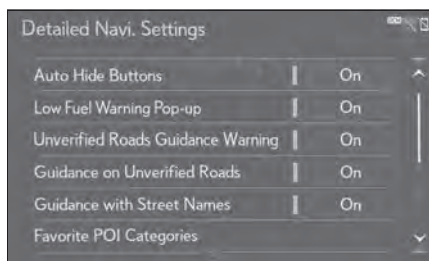 Detailed Navi. Settings
Auto Hide Buttons On
Low Fuel Warning Pop-up On
Unverified Roads Guidance Warning On
Guidance on Unverified Roads On
Guidance with Street Names On
Favorite POI Categories